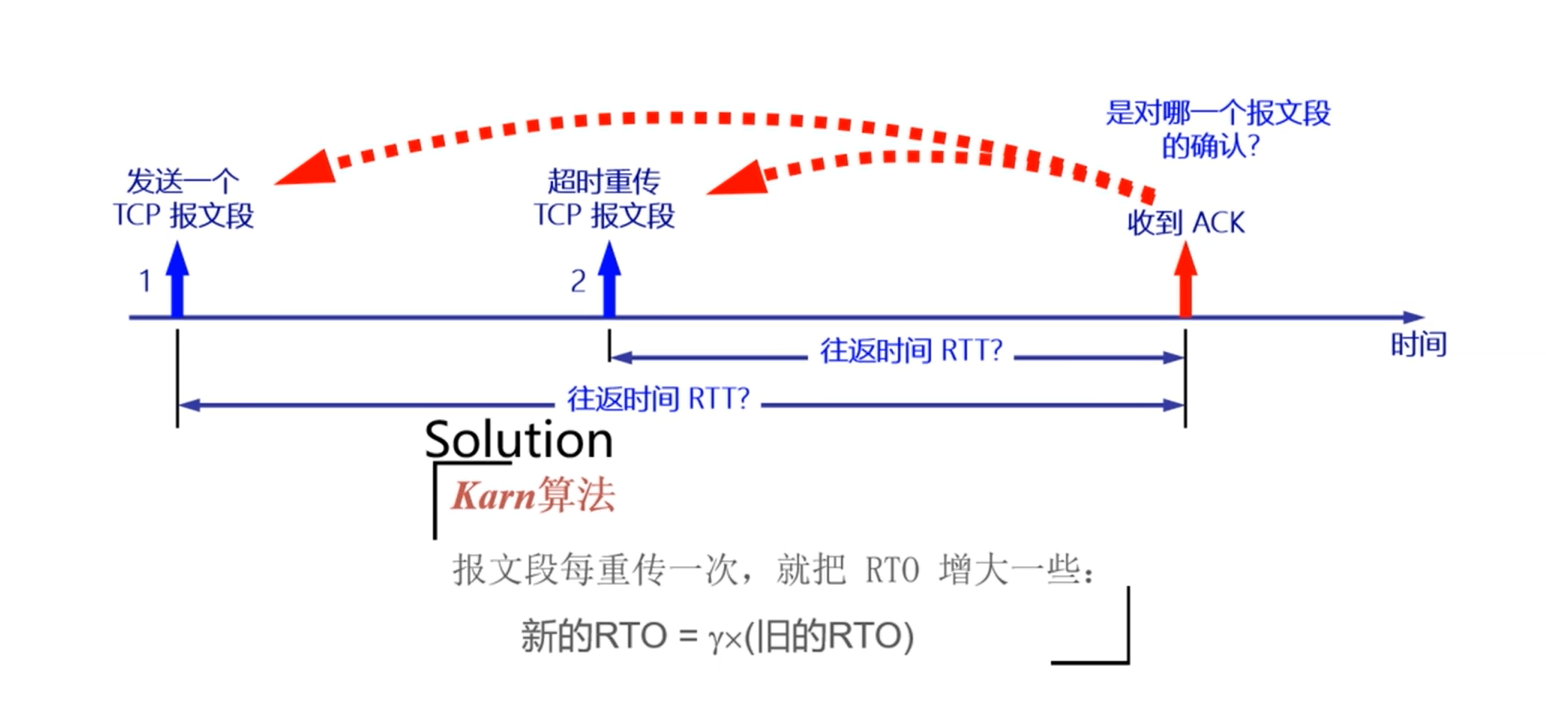 是对哪一个报文段
的确认?
发送一个
TCP 报文段
超时重传
TCP 报文段
收到 ACK
1
2
往返时间 RTT?
时间
往返时间 RTT?
Solution
Karn算法
报文段每重传一次，就把 RTO 增大一些：
新的RTO = γ×(旧的RTO)